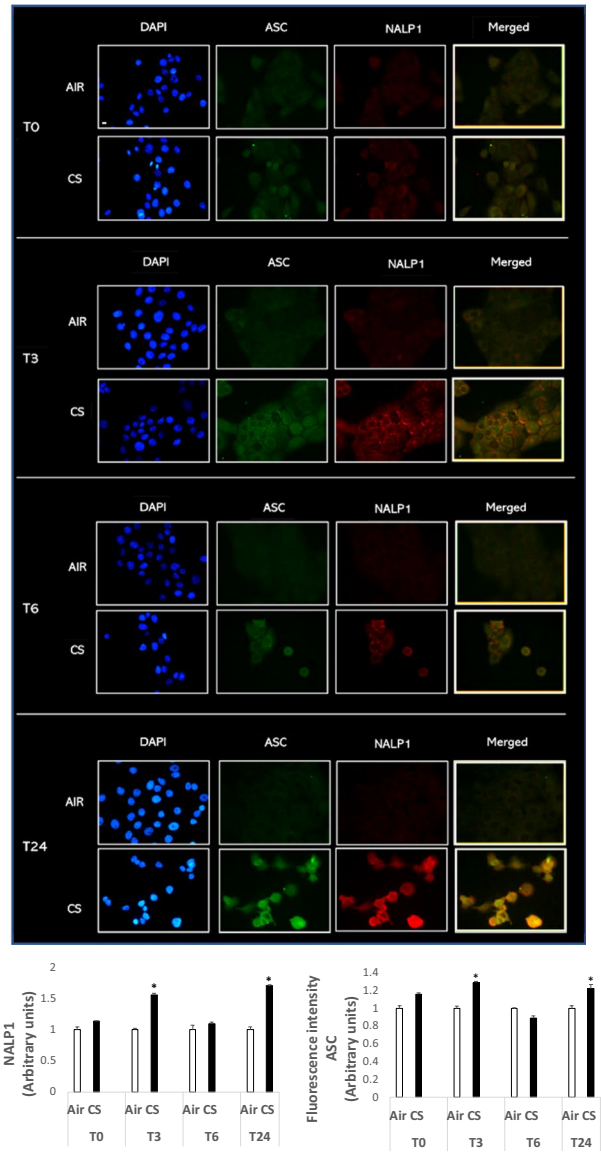 DAPI ASC NALP1 Merged
AIR
T0
CS
DAPI ASC NALP1 Merged
AIR
T3
CS
DAPI ASC NALP1 Merged
AIR
T6
CS
DAPI ASC NALP1 Merged
AIR
T24
CS
NALP1
(Arbitrary units)
2
1.5
1
0.5
0
*
*
Air CS Air CS Air CS Air CS
T0 T3 T6 T24
Fluorescence intensity
ASC
(Arbitrary units)
1.4
1.2
1
0.8
0.6
0.4
0.2
0
*
*
Air CS Air CS Air CS Air CS
T0 T3 T6 T24